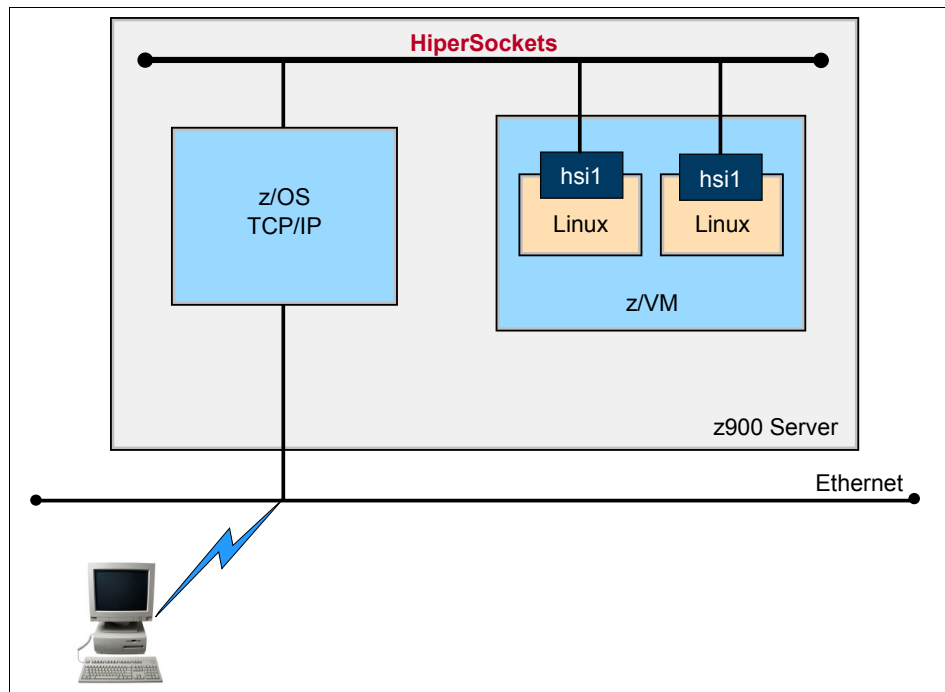 HiperSockets
z/OS
TCP/IP
hsi1
hsi1
Linux
Linux
z/VM
z900 Server
Ethernet